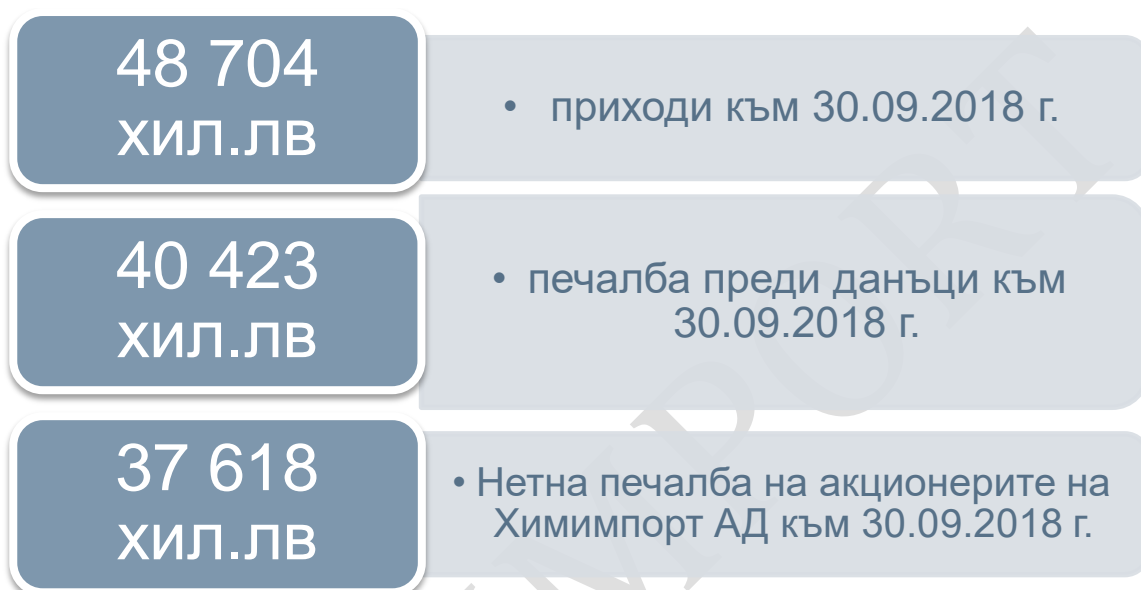 48 704
хил.лв
• приходи към 30.09.2018 г.
40 423
хил.лв
• печалба преди данъци към
30.09.2018 г.
37 618
хил.лв
• Нетна печалба на акционерите на
Химимпорт АД към 30.09.2018 г.